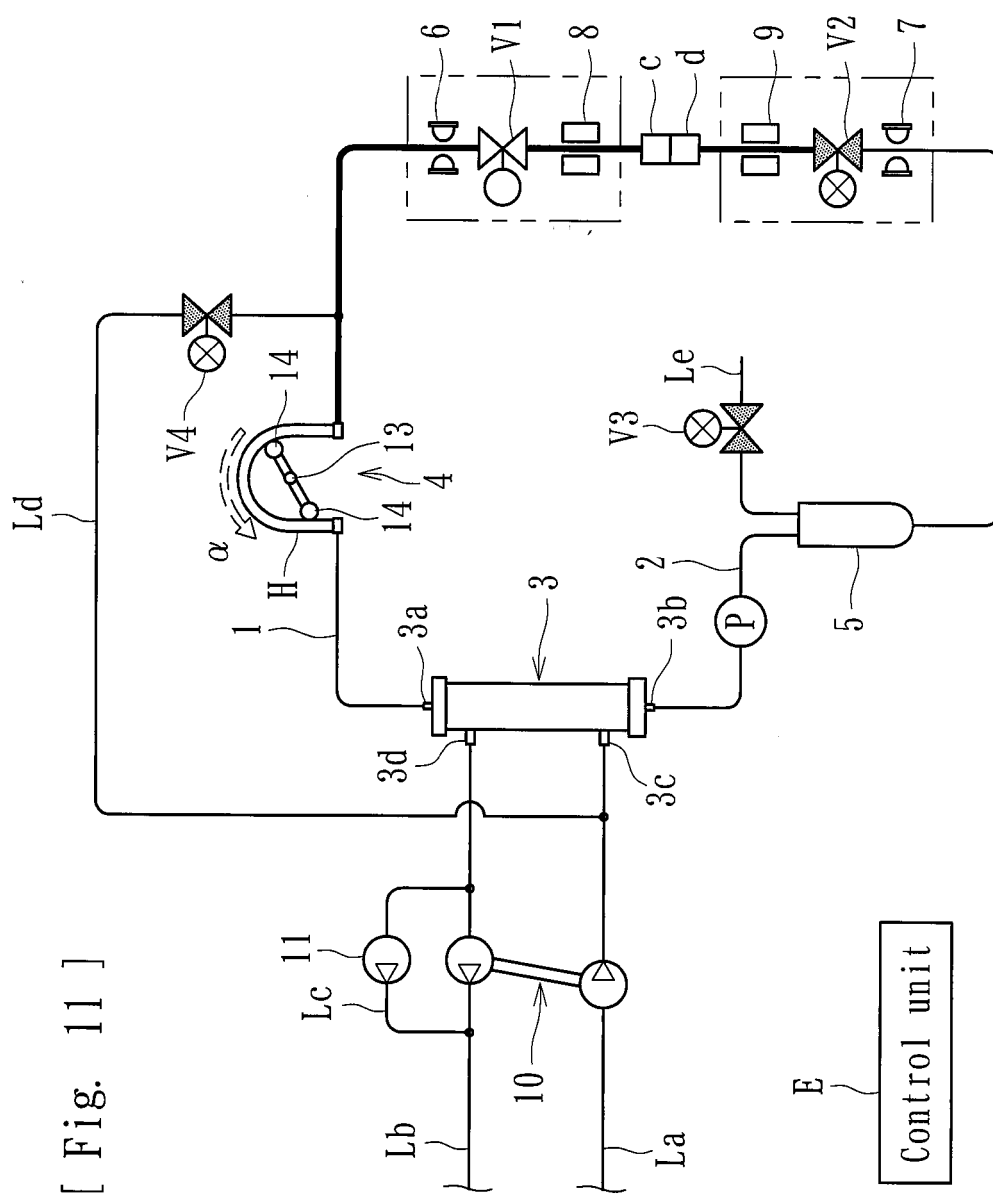 [ Fig. 11 ]
Ld
V4
α
H
14
14
13
4
1
3a
3
3b
3d
3c
2
P
5
V3
Le
6
V1
8
c
d
9
V2
7
11
Lc
10
Lb
La
E
Control unit